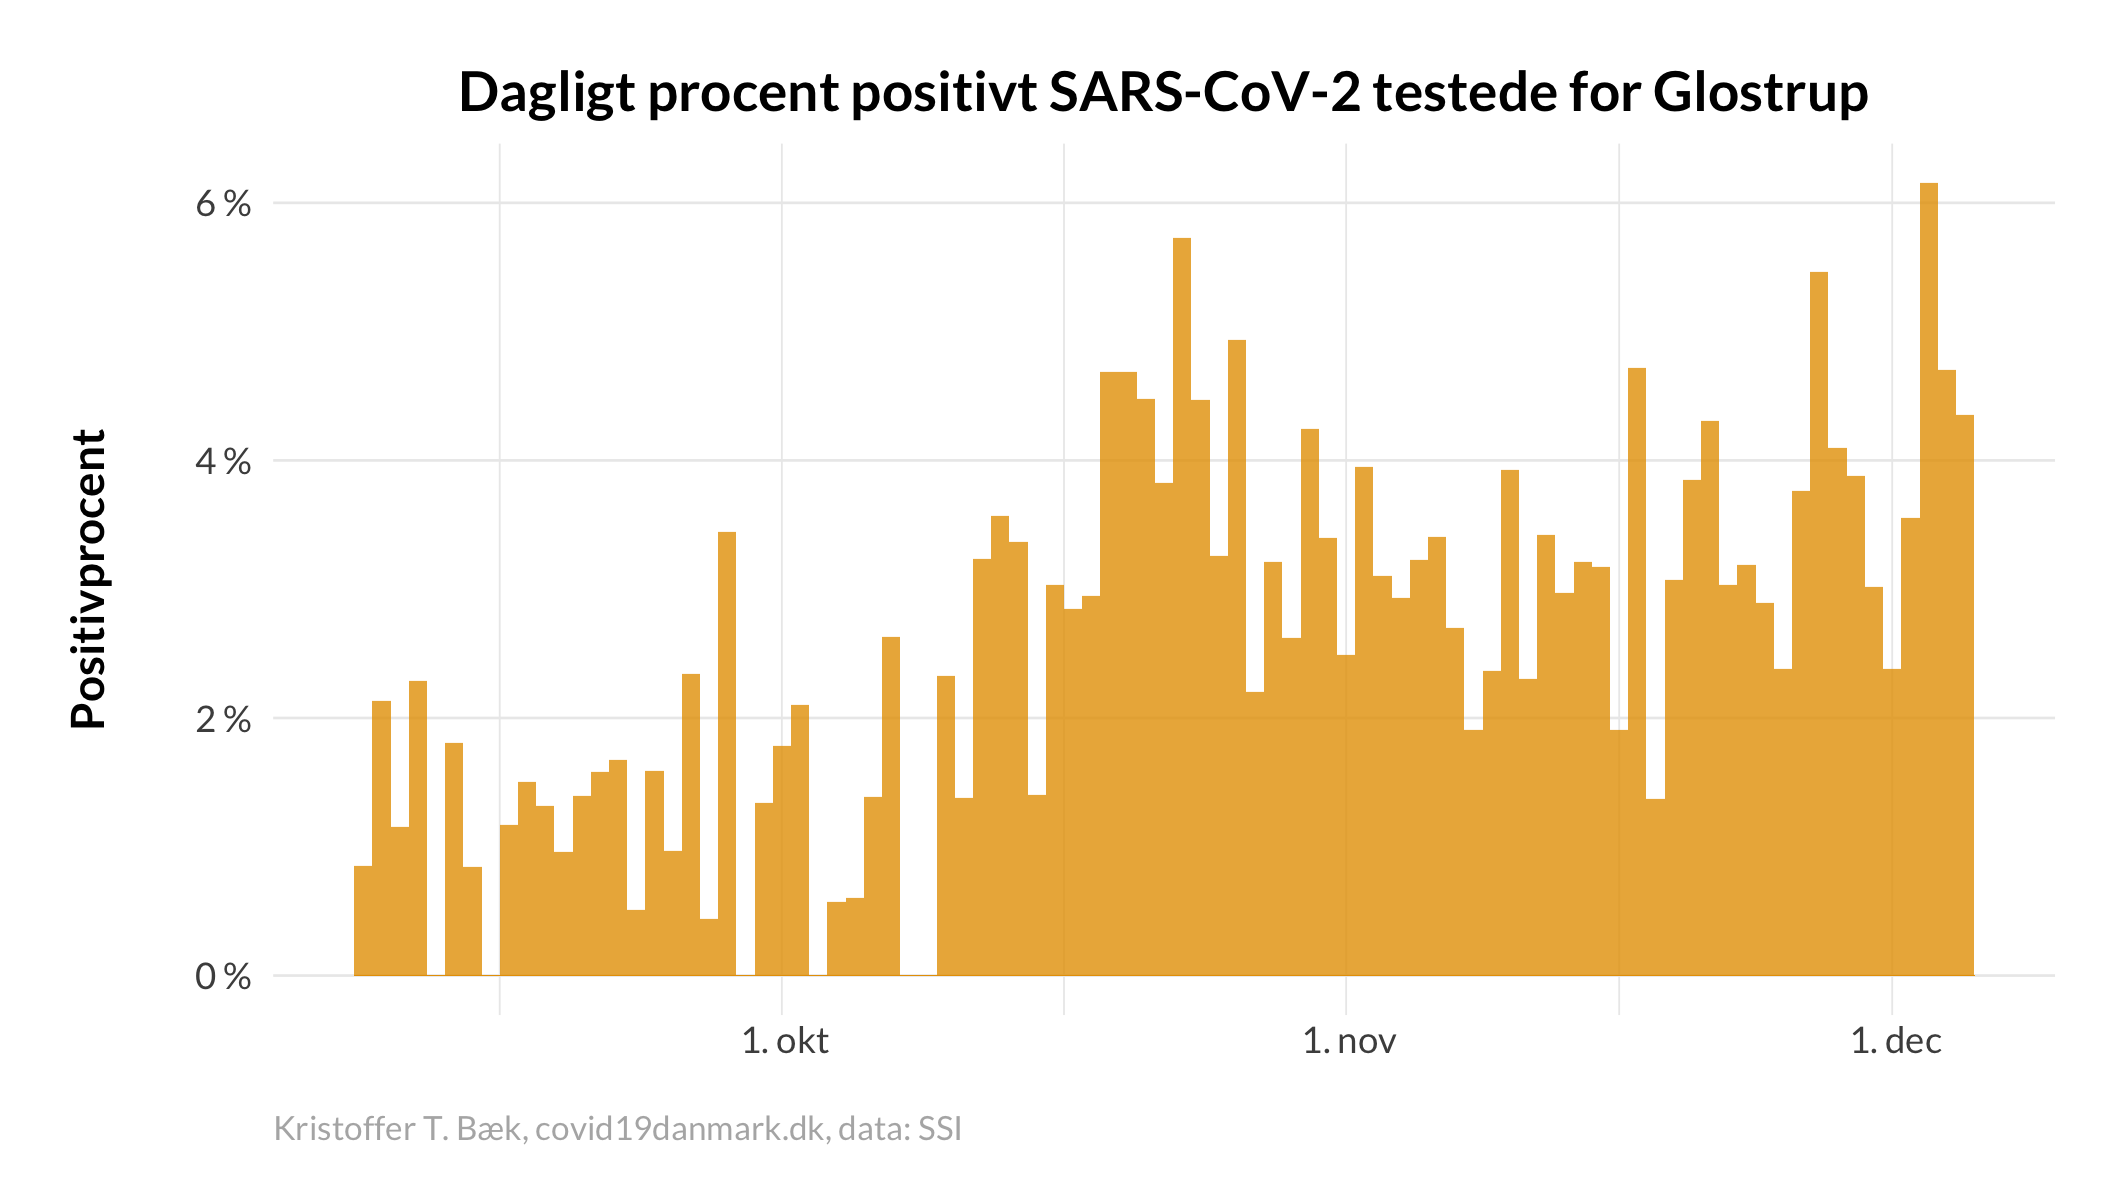 Dagligt procent positivt SARS-CoV-2 testede for Glostrup
Positivprocent
6 %
4 %
2 %
0 %
1. okt
1. nov
1. dec
Kristoffer T. Bæk, covid19danmark.dk, data: SSI